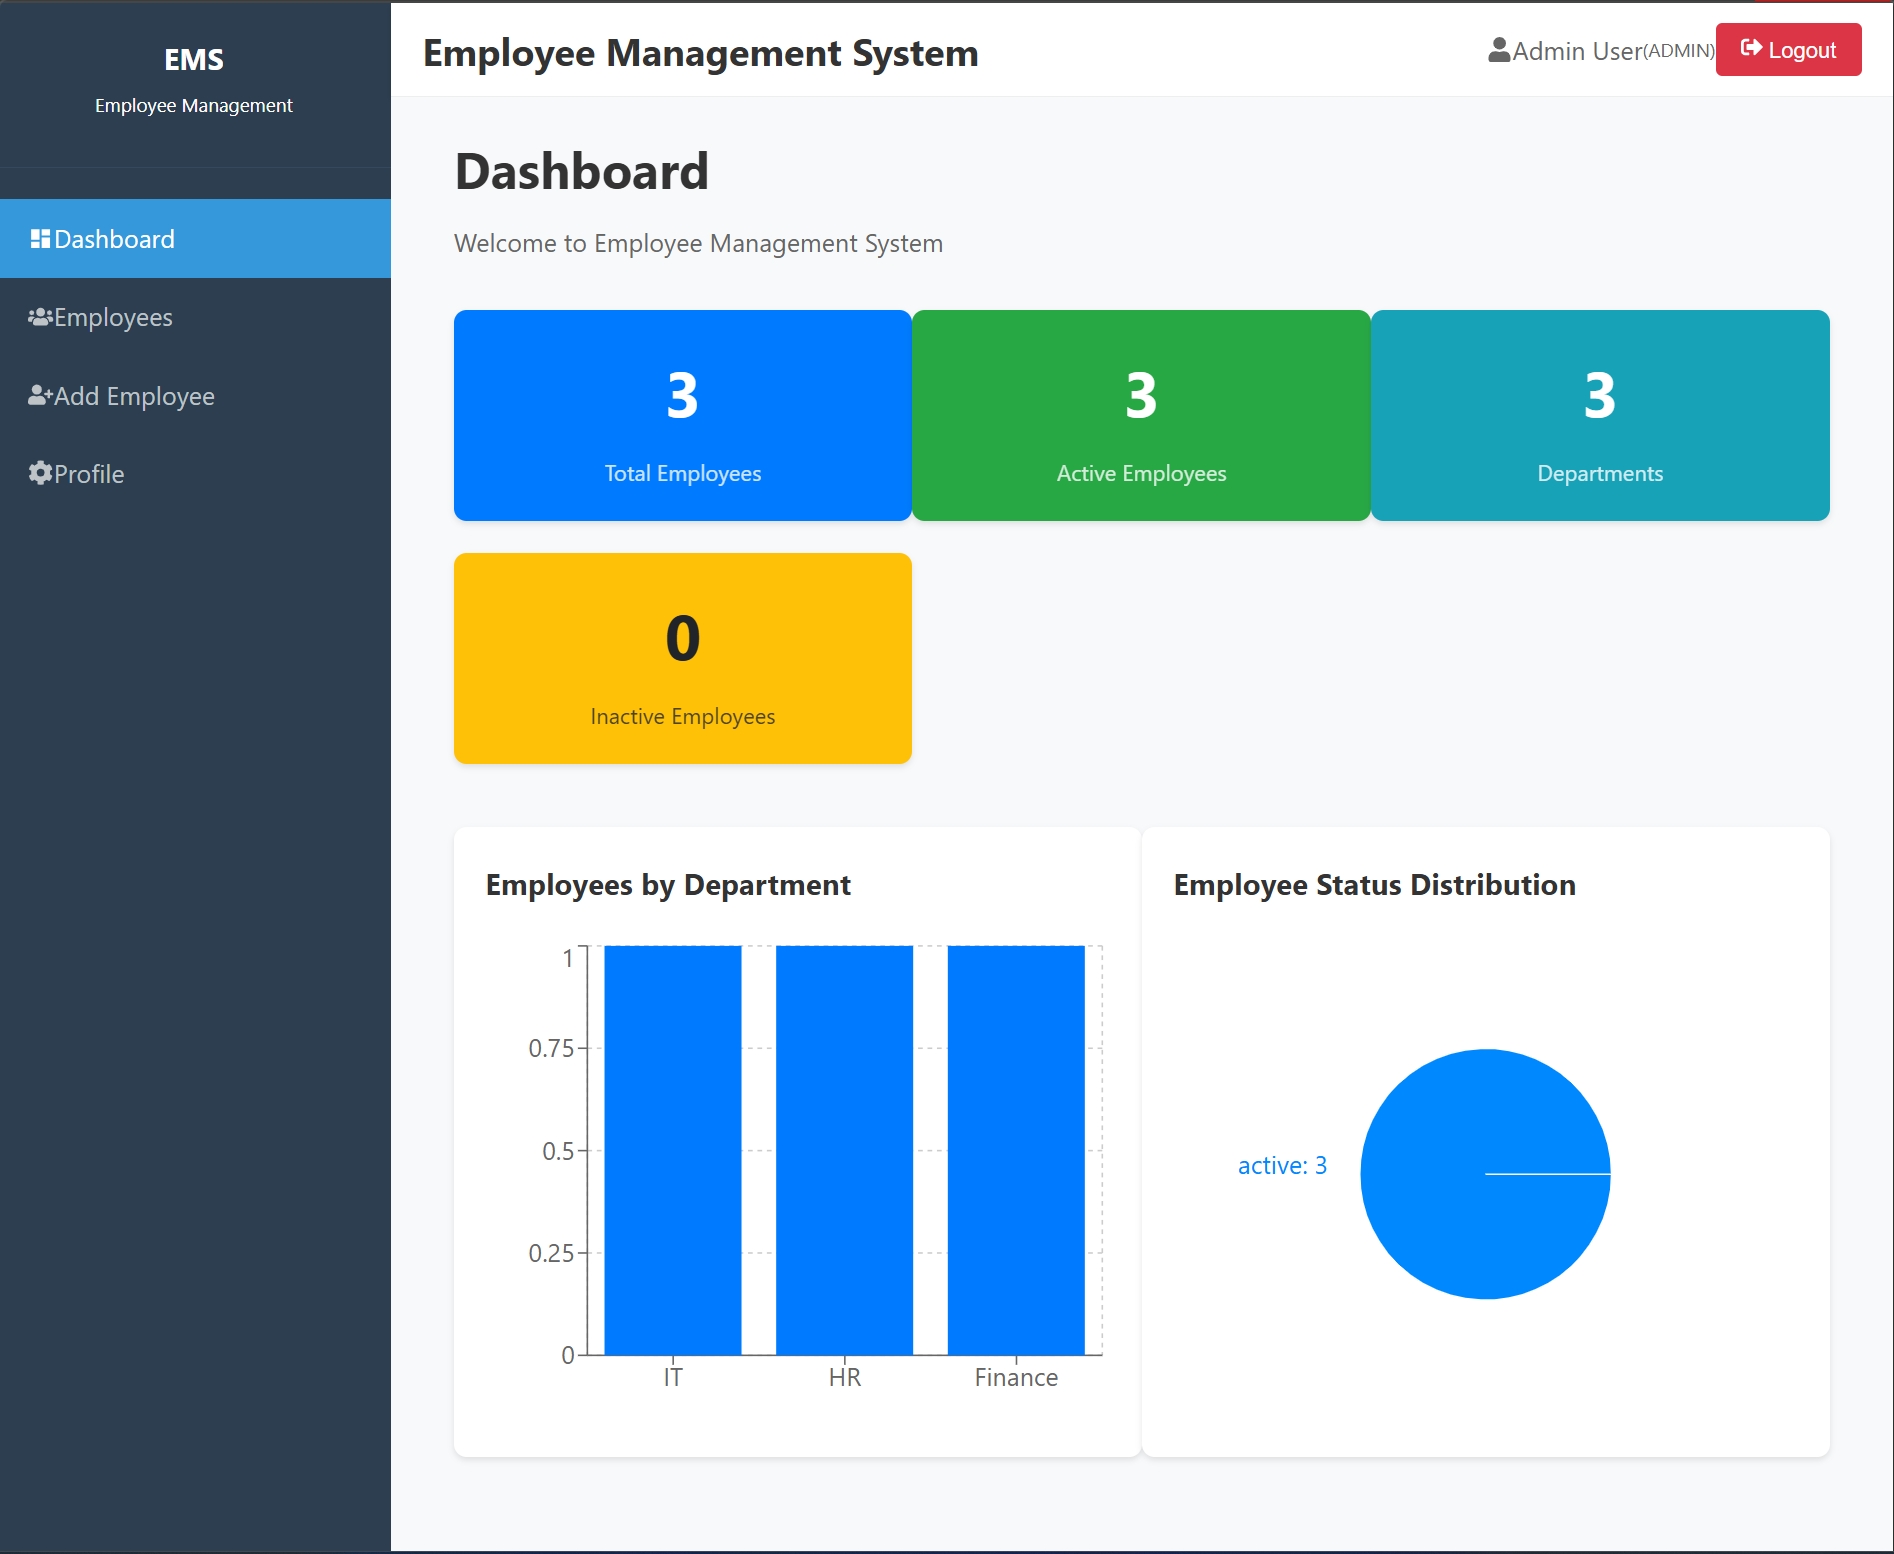 EMS
Employee Management
Dashboard
Employees
Add Employee
Profile
Employee Management System
Admin User(ADMIN)
Logout
Dashboard
Welcome to Employee Management System
3
Total Employees
3
Active Employees
3
Departments
0
Inactive Employees
Employees by Department
1
0.75
0.5
0.25
0
IT HR Finance
Employee Status Distribution
active: 3